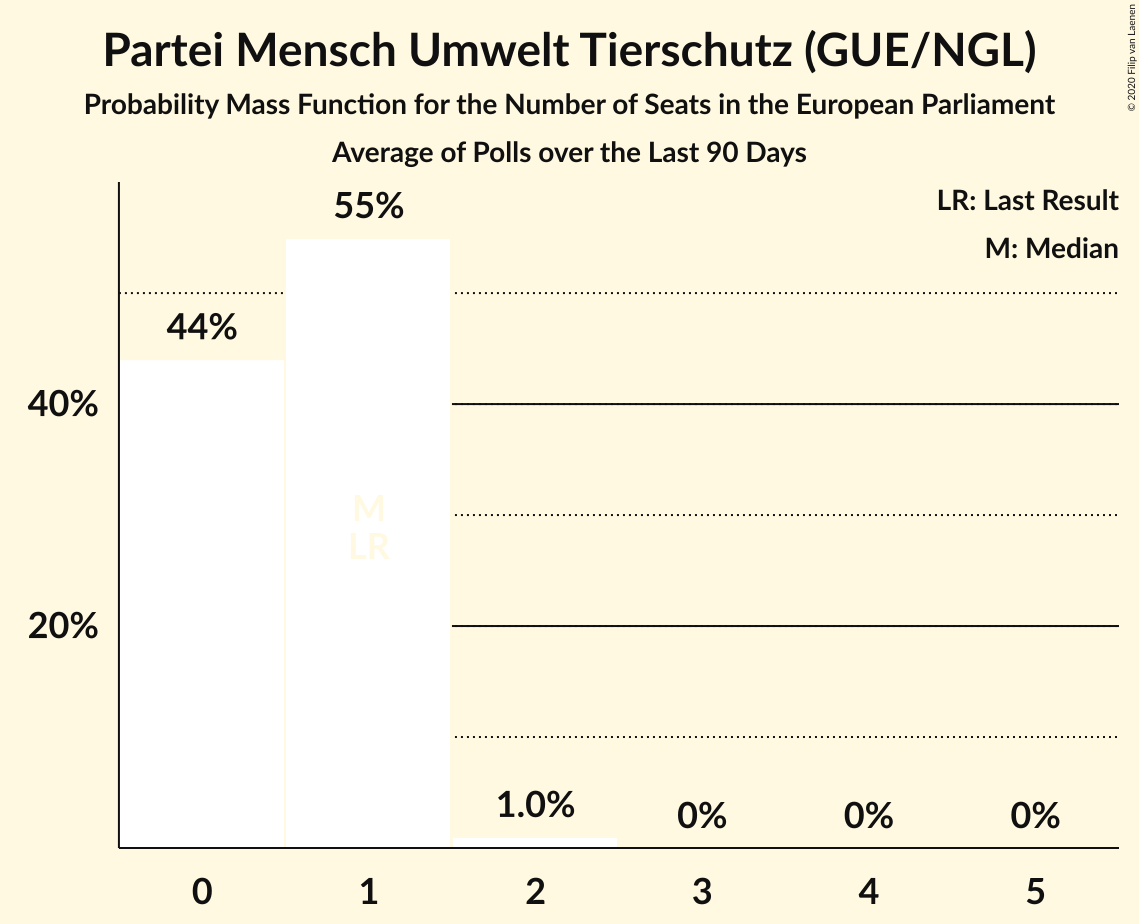 Partei Mensch Umwelt Tierschutz (GUE/NGL)
Probability Mass Function for the Number of Seats in the European Parliament
Average of Polls over the Last 90 Days
© 2020 Filip van Laenen
LR: Last Result
M: Median
55%
44%
40%
M
LR
20%
1.0%
0%
0%
0%
0
1
2
3
4
5